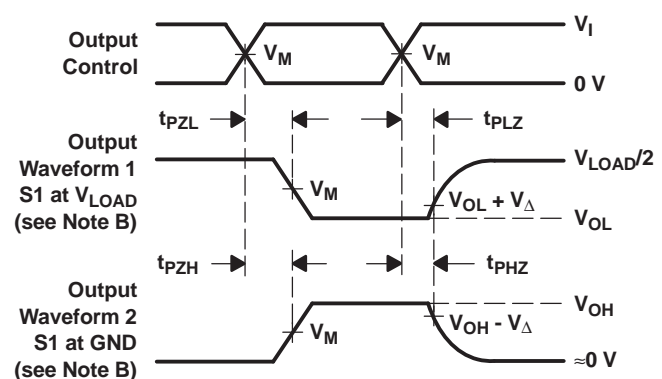 Output
Control
V_M
V_M
V_I
0 V
t_PZL
t_PLZ
Output
Waveform 1
S1 at V_LOAD
(see Note B)
V_M
V_OL + V_Δ
V_LOAD/2
V_OL
t_PZH
t_PHZ
Output
Waveform 2
S1 at GND
(see Note B)
V_M
V_OH - V_Δ
V_OH
≈0 V